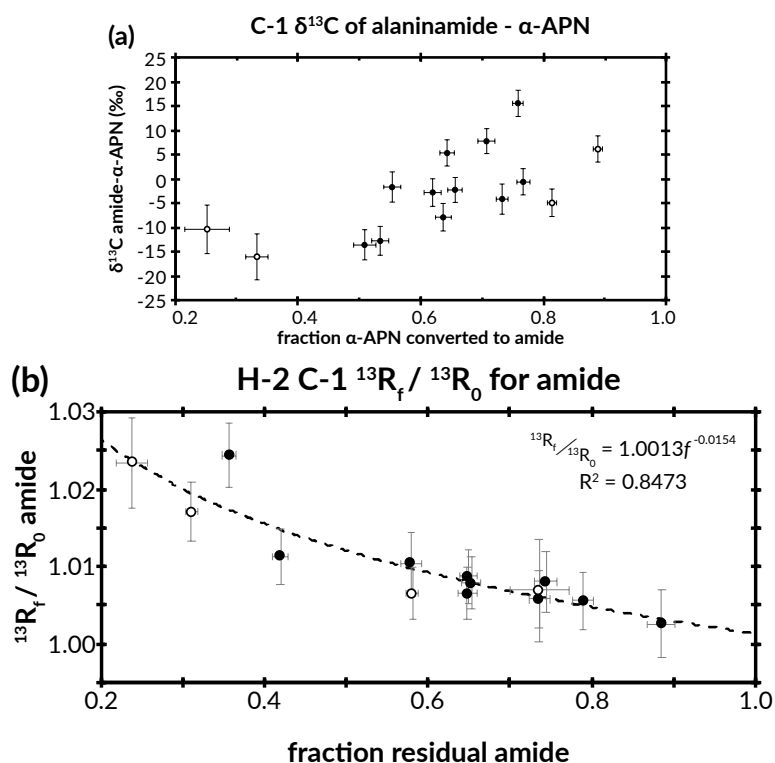 (a)
C-1 δ¹³C of alaninamide - α-APN
δ¹³C amide-α-APN (‰)
25
20
15
10
5
0
-5
-10
-15
-20
-25
0.2 0.4 0.6 0.8 1.0
fraction α-APN converted to amide
(b)
H-2 C-1 ¹³R_f / ¹³R₀ for amide
¹³R_f / ¹³R₀ amide
1.03
1.02
1.01
1.00
¹³R_f/¹³R₀ = 1.0013f^-0.0154
R² = 0.8473
0.2 0.4 0.6 0.8 1.0
fraction residual amide